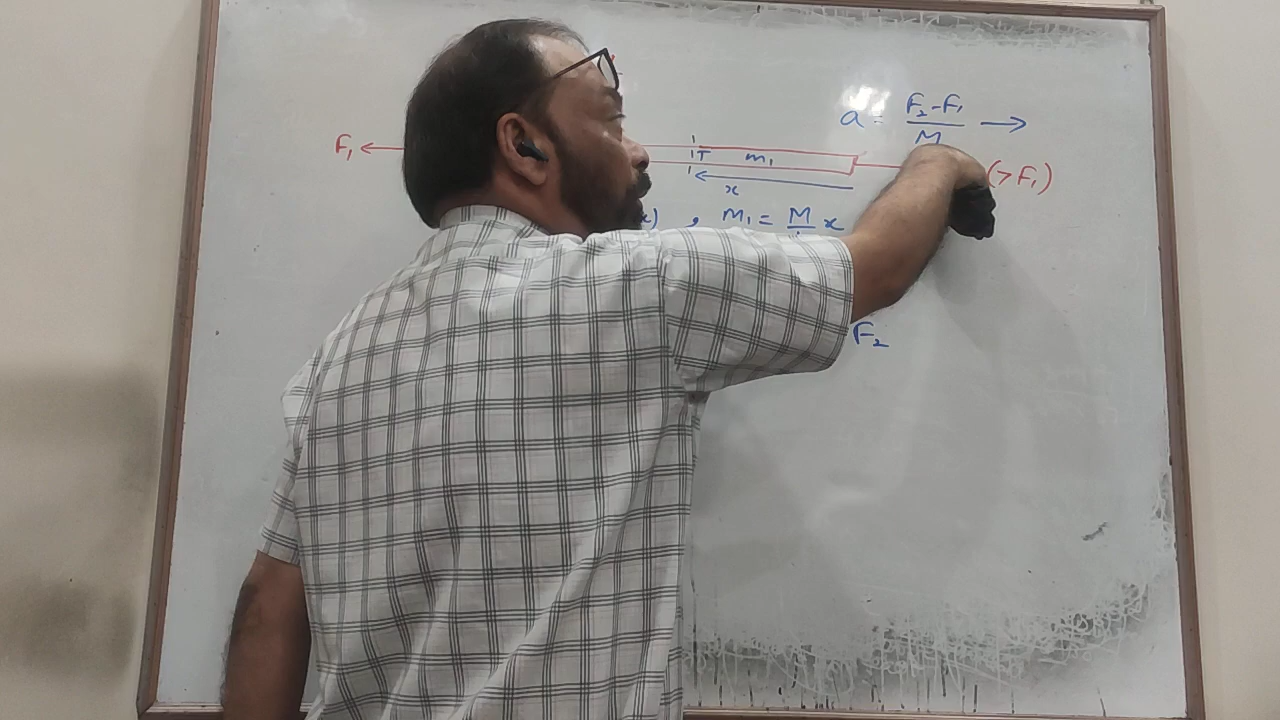 a = F₂-F₁ / M →
F₁ ← T m₁ (> F₁)
x
x) , m₁ = M x
F₂